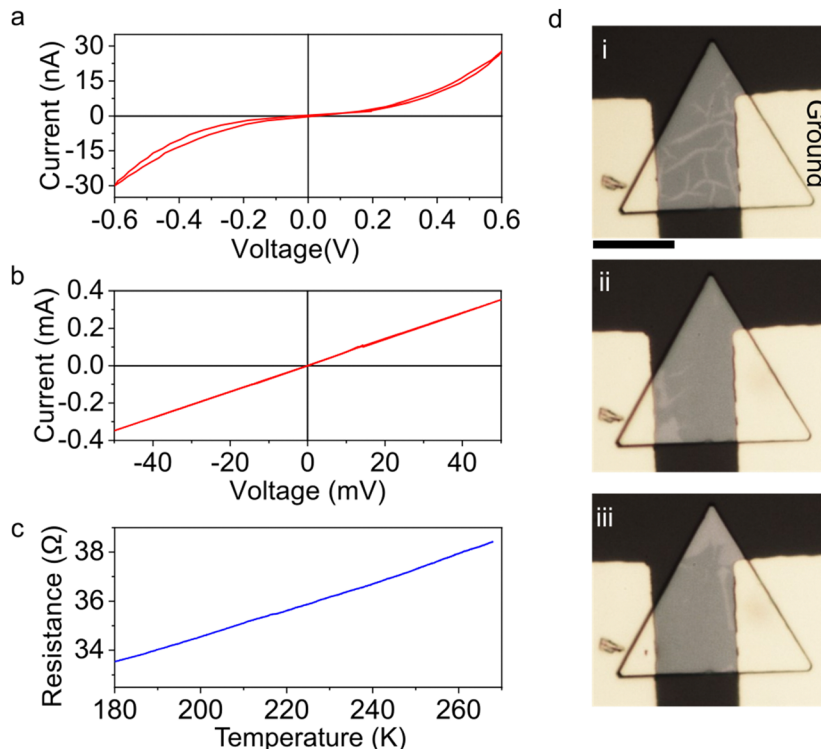 a
Current (nA)
30
15
0
-15
-30
-0.6 -0.4 -0.2 0.0 0.2 0.4 0.6
Voltage(V)
b
Current (mA)
0.4
0.2
0.0
-0.2
-0.4
-40 -20 0 20 40
Voltage (mV)
c
Resistance (Ω)
38
36
34
180 200 220 240 260
Temperature (K)
d
i
Ground
ii
iii